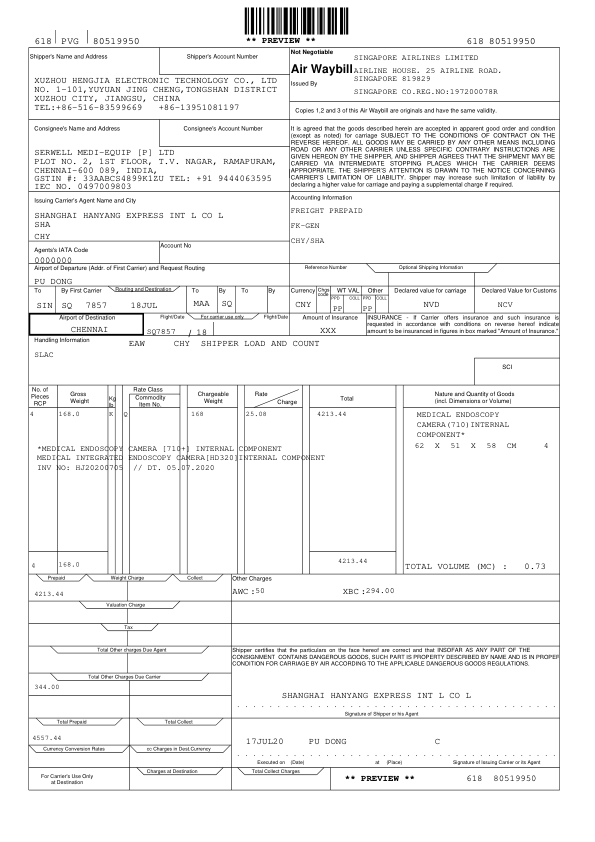 618 PVG 80519950
** PREVIEW **
618 80519950
Shipper's Name and Address
Shipper's Account Number
XUZHOU HENGJIA ELECTRONIC TECHNOLOGY CO., LTD
NO. 1-101,YUYUAN JING CHENG,TONGSHAN DISTRICT
XUZHOU CITY, JIANGSU, CHINA
TEL:+86-516-83599669 +86-13951081197
Not Negotiable
Air Waybill
Issued By
SINGAPORE AIRLINES LIMITED
AIRLINE HOUSE. 25 AIRLINE ROAD.
SINGAPORE 819829
SINGAPORE CO.REG.NO:197200078R
Copies 1,2 and 3 of this Air Waybill are originals and have the same validity.
Consignee's Name and Address
Consignee's Account Number
SERWELL MEDI-EQUIP [P] LTD
PLOT NO. 2, 1ST FLOOR, T.V. NAGAR, RAMAPURAM,
CHENNAI-600 089, INDIA,
GSTIN #: 33AABCS4899K1ZU TEL: +91 9444063595
IEC NO. 0497009803
It is agreed that the goods described herein are accepted in apparent good order and condition
(except as noted) for carriage SUBJECT TO THE CONDITIONS OF CONTRACT ON THE
REVERSE HEREOF. ALL GOODS MAY BE CARRIED BY ANY OTHER MEANS INCLUDING
ROAD OR ANY OTHER CARRIER UNLESS SPECIFIC CONTRARY INSTRUCTIONS ARE
GIVEN HEREON BY THE SHIPPER, AND SHIPPER AGREES THAT THE SHIPMENT MAY BE
CARRIED VIA INTERMEDIATE STOPPING PLACES WHICH THE CARRIER DEEMS
APPROPRIATE. THE SHIPPER'S ATTENTION IS DRAWN TO THE NOTICE CONCERNING
CARRIER'S LIMITATION OF LIABILITY. Shipper may increase such limitation of liability by
declaring a higher value for carriage and paying a supplemental charge if required.
Issuing Carrier's Agent Name and City
SHANGHAI HANYANG EXPRESS INT L CO L
SHA
CHY
Accounting Information
FREIGHT PREPAID
FK-GEN
CHY/SHA
Agents's IATA Code
Account No
0000000
Airport of Departure (Addr. of First Carrier) and Request Routing
PU DONG
Reference Number
Optional Shipping Information
To
By First Carrier
Routing and Destination
To
By
To
By
SIN SQ 7857 18JUL MAA SQ
Currency
Chgs code
WT VAL
Other
PPD COLL PPD COLL
CNY PP PP
Declared value for carriage
NVD
Declared Value for Customs
NCV
Airport of Destination
CHENNAI
Flight/Date
For carrier use only
Flight/Date
SQ7857 / 18
Amount of Insurance
XXX
INSURANCE - If Carrier offers insurance and such insurance is
requested in accordance with conditions on reverse hereof indicate
amount to be insuranced in figures in box marked "Amount of Insurance."
Handling Information
EAW CHY SHIPPER LOAD AND COUNT
SLAC
SCI
No. of Pieces RCP
Gross Weight
Kg lb
Rate Class
Commodity Item No.
Chargeable Weight
Rate
Charge
Total
Nature and Quantity of Goods
(incl. Dimensions or Volume)
4 168.0 K Q 168 25.08 4213.44
MEDICAL ENDOSCOPY
CAMERA(710)INTERNAL
COMPONENT*
62 X 51 X 58 CM 4
*MEDICAL ENDOSCOPY CAMERA [710+] INTERNAL COMPONENT
MEDICAL INTEGRATED ENDOSCOPY CAMERA[HD320]INTERNAL COMPONENT
INV NO: HJ20200705 // DT. 05.07.2020
4 168.0
4213.44
TOTAL VOLUME (MC) : 0.73
Prepaid
Weight Charge
Collect
4213.44
Other Charges
AWC :50 XBC:294.00
Valuation Charge
Tax
Total Other charges Due Agent
Shipper certifies that the particulars on the face hereof are correct and that INSOFAR AS ANY PART OF THE
CONSIGNMENT CONTAINS DANGEROUS GOODS, SUCH PART IS PROPERTY DESCRIBED BY NAME AND IS IN PROPER
CONDITION FOR CARRIAGE BY AIR ACCORDING TO THE APPLICABLE DANGEROUS GOODS REGULATIONS.
Total Other Charges Due Carrier
344.00
SHANGHAI HANYANG EXPRESS INT L CO L
Signature of Shipper or his Agent
Total Prepaid
Total Collect
4557.44
17JUL20 PU DONG C
Currency Conversion Rates
cc Charges in Dest.Currency
Executed on (Date)
at (Place)
Signature of Issuing Carrier or its Agent
For Carrier's Use Only
at Destination
Charges at Destination
Total Collect Charges
** PREVIEW **
618 80519950